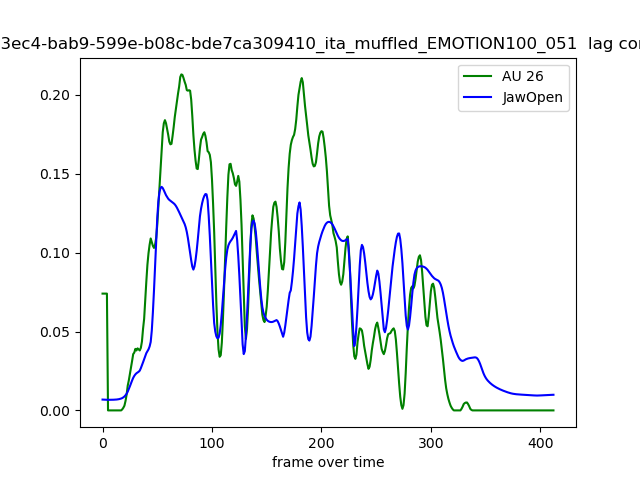 3ec4-bab9-599e-b08c-bde7ca309410_ita_muffled_EMOTION100_051 lag
AU 26
JawOpen
0.20
0.15
0.10
0.05
0.00
0 100 200 300 400
frame over time